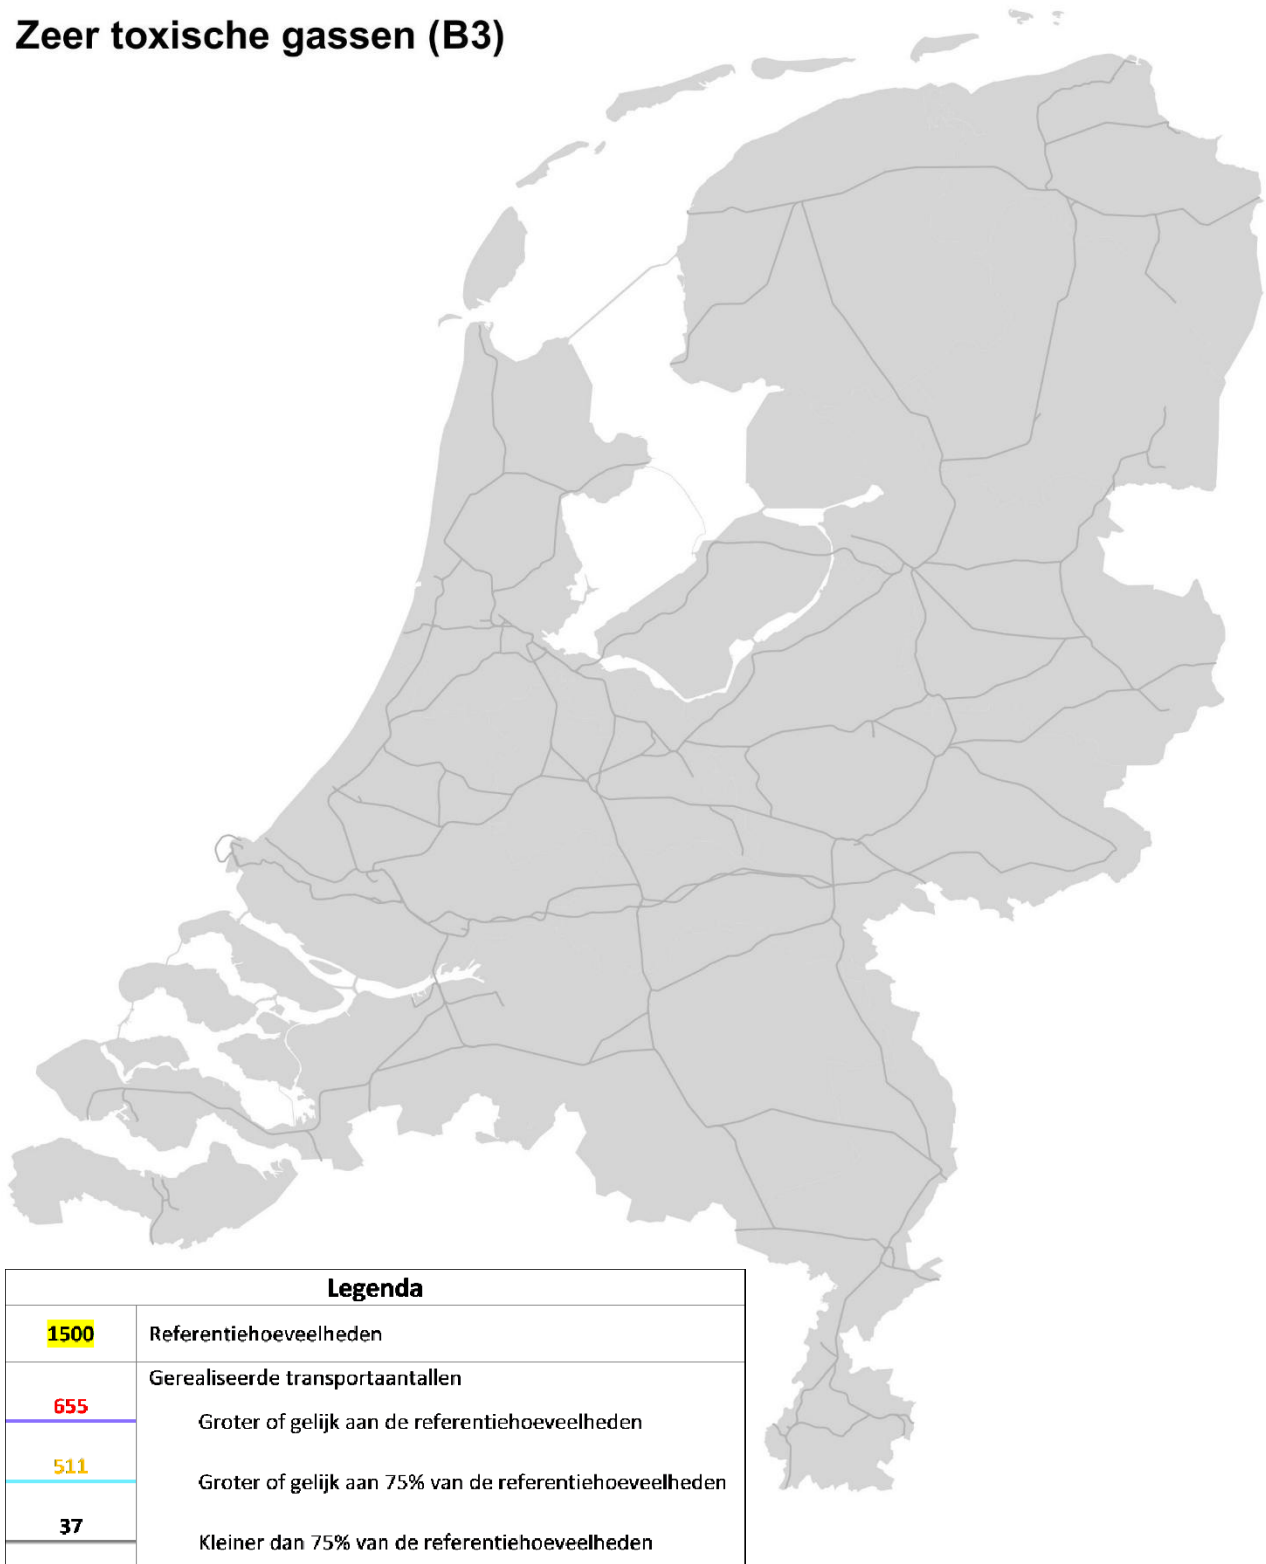 Zeer toxische gassen (B3)
Legenda
1500 Referentiehoeveelheden
Gerealiseerde transportaantallen
655 Groter of gelijk aan de referentiehoeveelheden
511 Groter of gelijk aan 75% van de referentiehoeveelheden
37 Kleiner dan 75% van de referentiehoeveelheden